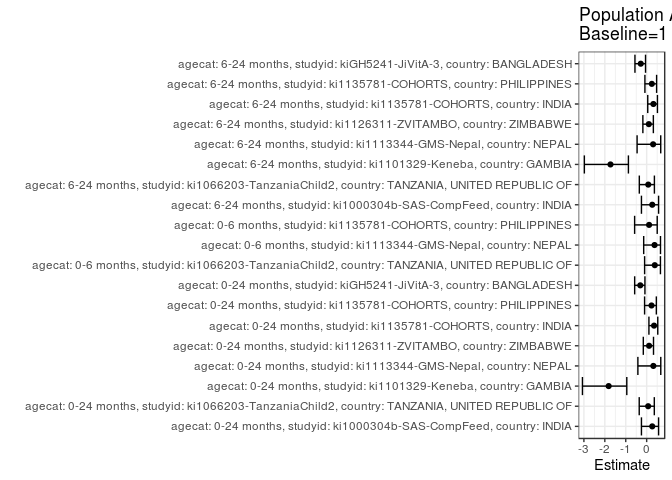 Population A
Baseline=1
agecat: 6-24 months, studyid: kiGH5241-JiVitA-3, country: BANGLADESH
agecat: 6-24 months, studyid: ki1135781-COHORTS, country: PHILIPPINES
agecat: 6-24 months, studyid: ki1135781-COHORTS, country: INDIA
agecat: 6-24 months, studyid: ki1126311-ZVITAMBO, country: ZIMBABWE
agecat: 6-24 months, studyid: ki1113344-GMS-Nepal, country: NEPAL
agecat: 6-24 months, studyid: ki1101329-Keneba, country: GAMBIA
agecat: 6-24 months, studyid: ki1066203-TanzaniaChild2, country: TANZANIA, UNITED REPUBLIC OF
agecat: 6-24 months, studyid: ki1000304b-SAS-CompFeed, country: INDIA
agecat: 0-6 months, studyid: ki1135781-COHORTS, country: PHILIPPINES
agecat: 0-6 months, studyid: ki1113344-GMS-Nepal, country: NEPAL
agecat: 0-6 months, studyid: ki1066203-TanzaniaChild2, country: TANZANIA, UNITED REPUBLIC OF
agecat: 0-24 months, studyid: kiGH5241-JiVitA-3, country: BANGLADESH
agecat: 0-24 months, studyid: ki1135781-COHORTS, country: PHILIPPINES
agecat: 0-24 months, studyid: ki1135781-COHORTS, country: INDIA
agecat: 0-24 months, studyid: ki1126311-ZVITAMBO, country: ZIMBABWE
agecat: 0-24 months, studyid: ki1113344-GMS-Nepal, country: NEPAL
agecat: 0-24 months, studyid: ki1101329-Keneba, country: GAMBIA
agecat: 0-24 months, studyid: ki1066203-TanzaniaChild2, country: TANZANIA, UNITED REPUBLIC OF
agecat: 0-24 months, studyid: ki1000304b-SAS-CompFeed, country: INDIA
-3 -2 -1 0
Estimate